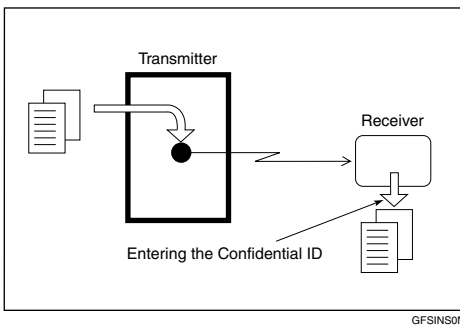 Transmitter
Receiver
Entering the Confidential ID